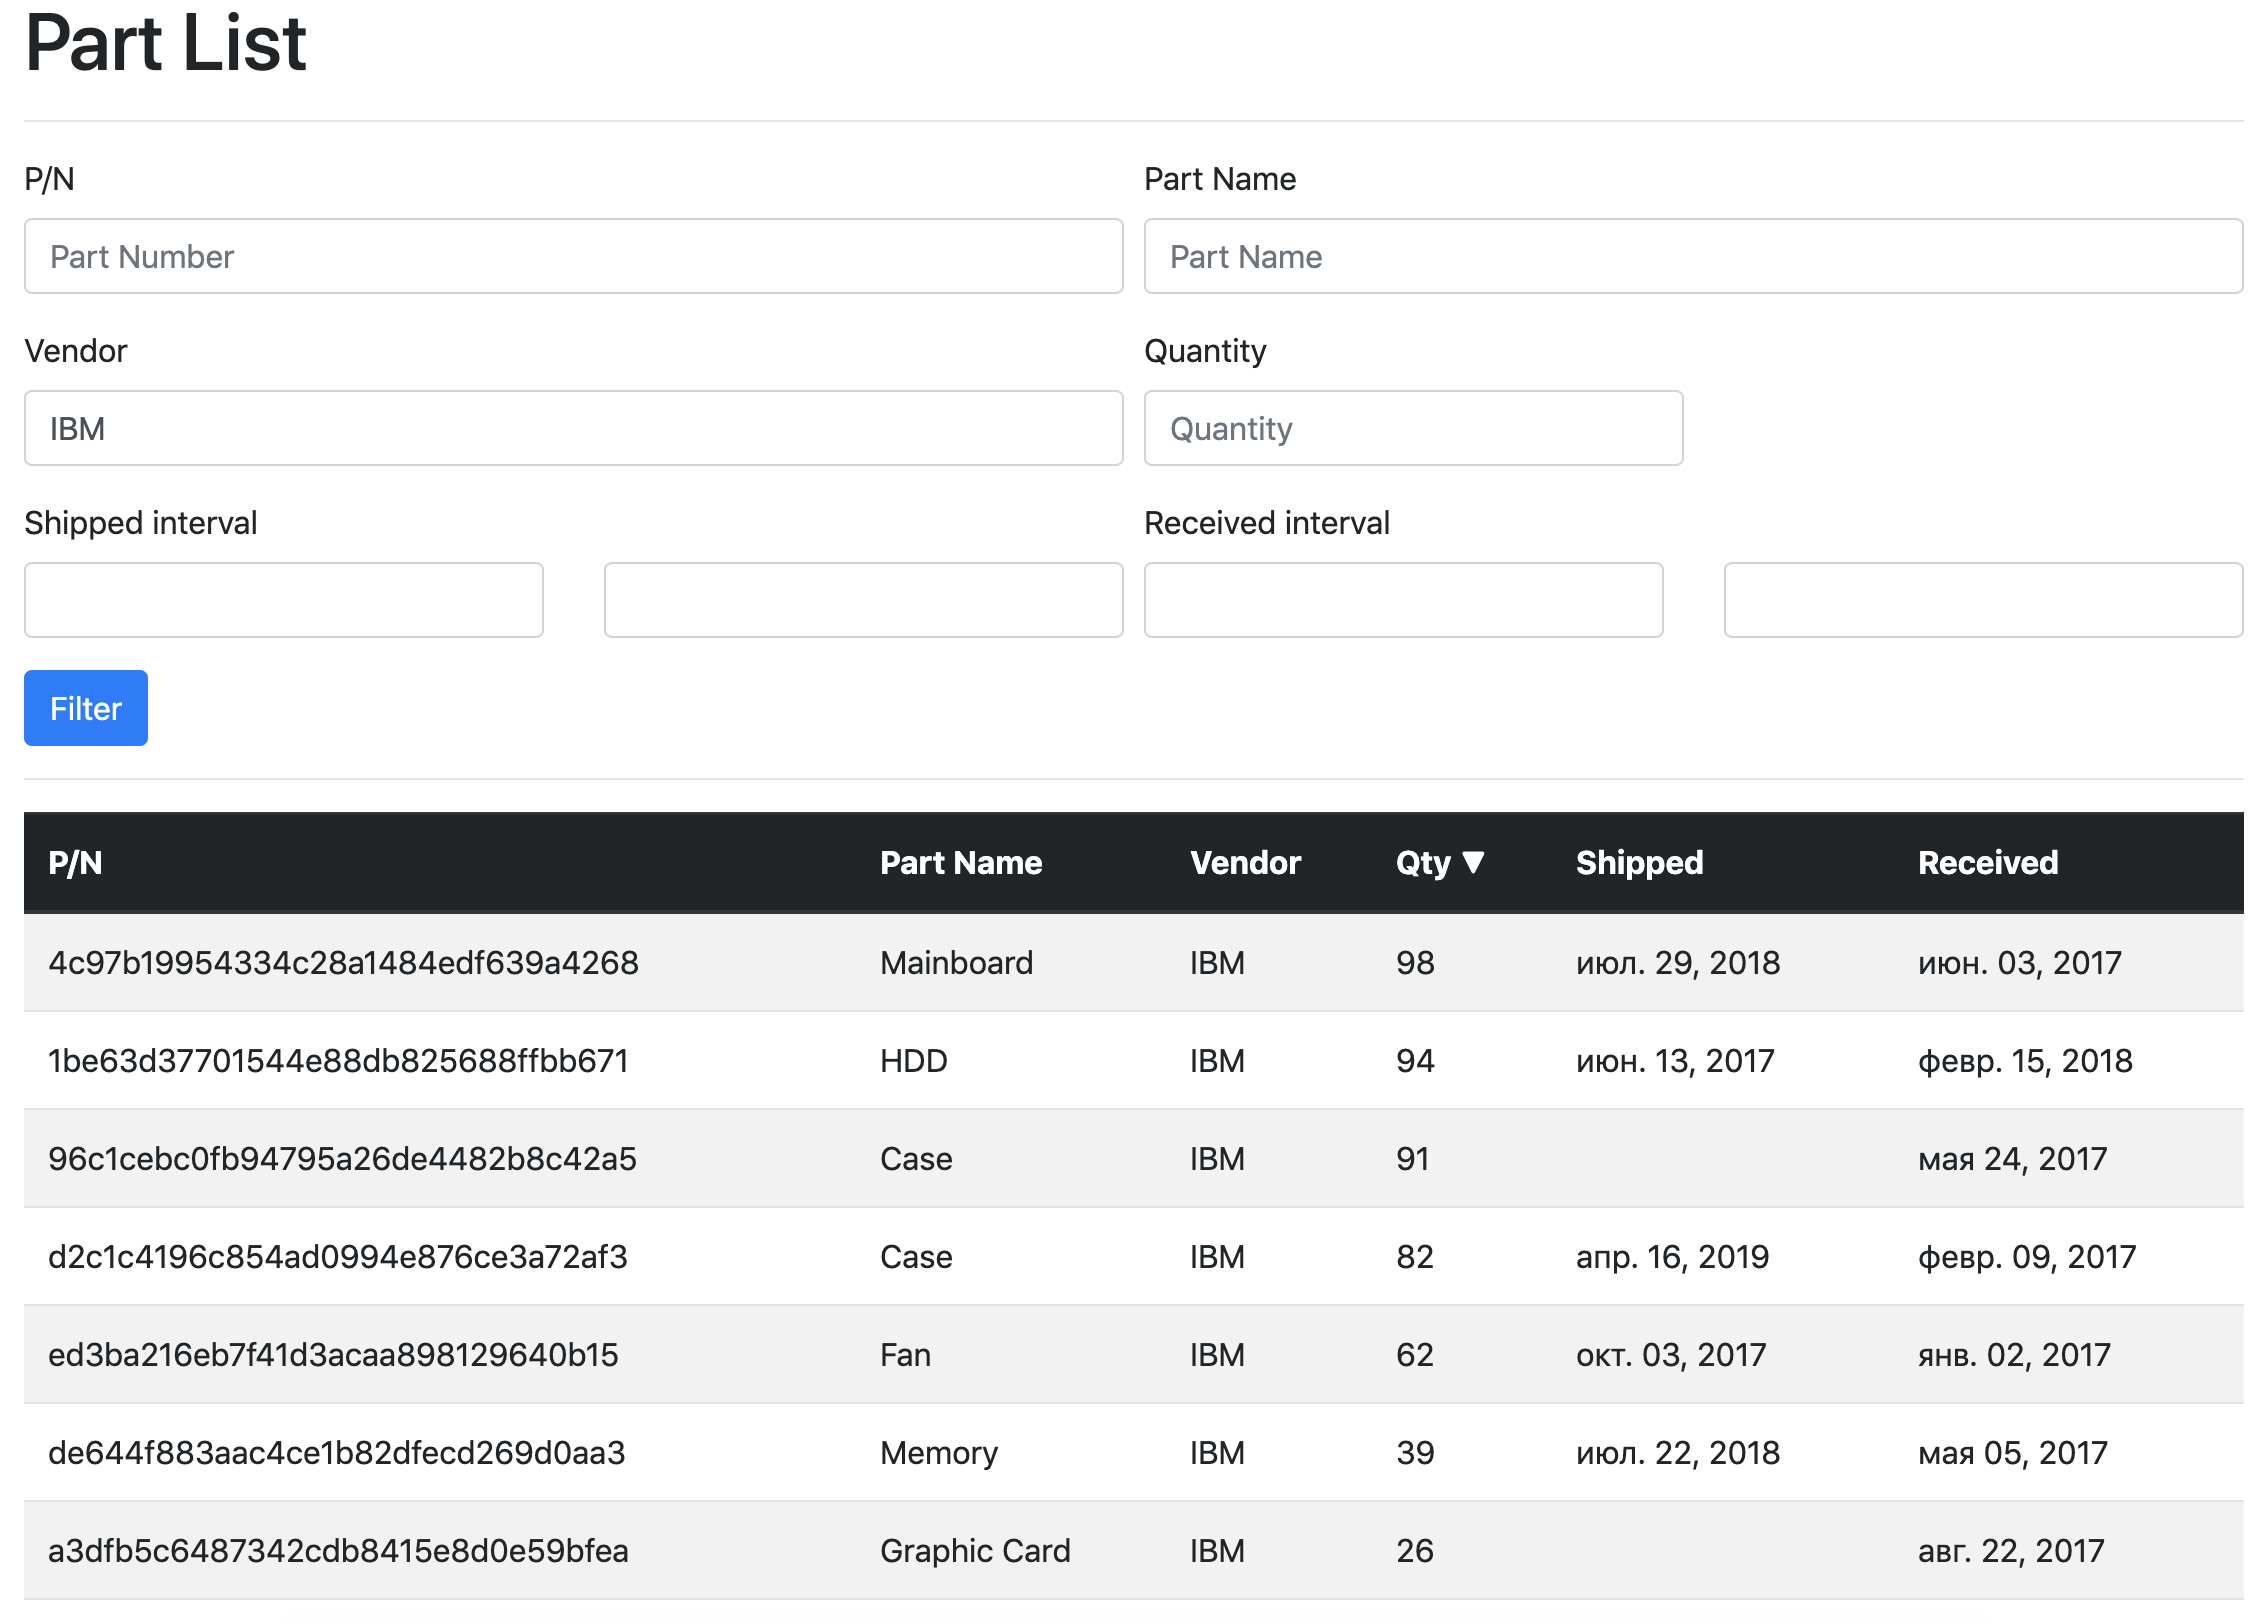 Part List
P/N Part Name
Part Number Part Name
Vendor Quantity
IBM Quantity
Shipped interval Received interval
Filter
P/N Part Name Vendor Qty ▼ Shipped Received
4c97b19954334c28a1484edf639a4268 Mainboard IBM 98 июл. 29, 2018 июн. 03, 2017
1be63d37701544e88db825688ffbb671 HDD IBM 94 июн. 13, 2017 февр. 15, 2018
96c1cebc0fb94795a26de4482b8c42a5 Case IBM 91 мая 24, 2017
d2c1c4196c854ad0994e876ce3a72af3 Case IBM 82 апр. 16, 2019 февр. 09, 2017
ed3ba216eb7f41d3acaa898129640b15 Fan IBM 62 окт. 03, 2017 янв. 02, 2017
de644f883aac4ce1b82dfecd269d0aa3 Memory IBM 39 июл. 22, 2018 мая 05, 2017
a3dfb5c6487342cdb8415e8d0e59bfea Graphic Card IBM 26 авг. 22, 2017